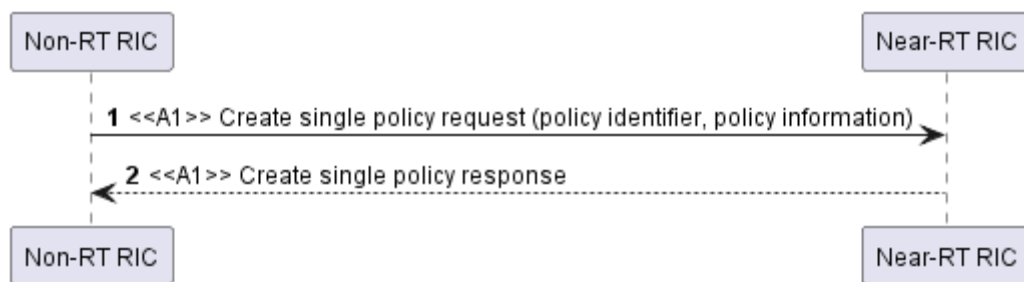 Non-RT RIC
Near-RT RIC
1 <<A1>> Create single policy request (policy identifier, policy information)
2 <<A1>> Create single policy response
Non-RT RIC
Near-RT RIC